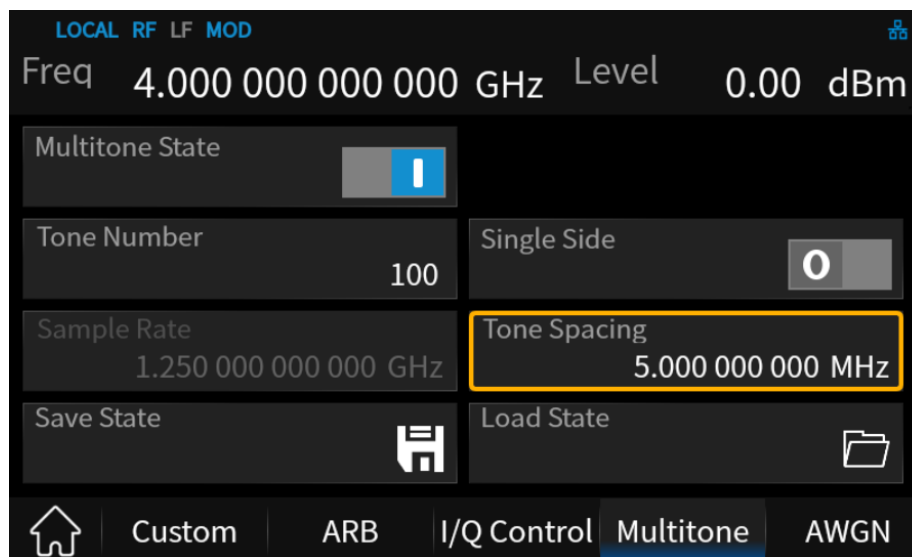 LOCAL RF LF MOD
Freq 4.000 000 000 000 GHz Level 0.00 dBm
Multitone State
I
Tone Number
100
Single Side
O
Sample Rate
1.250 000 000 000 GHz
Tone Spacing
5.000 000 000 MHz
Save State
Load State
Custom ARB I/Q Control Multitone AWGN